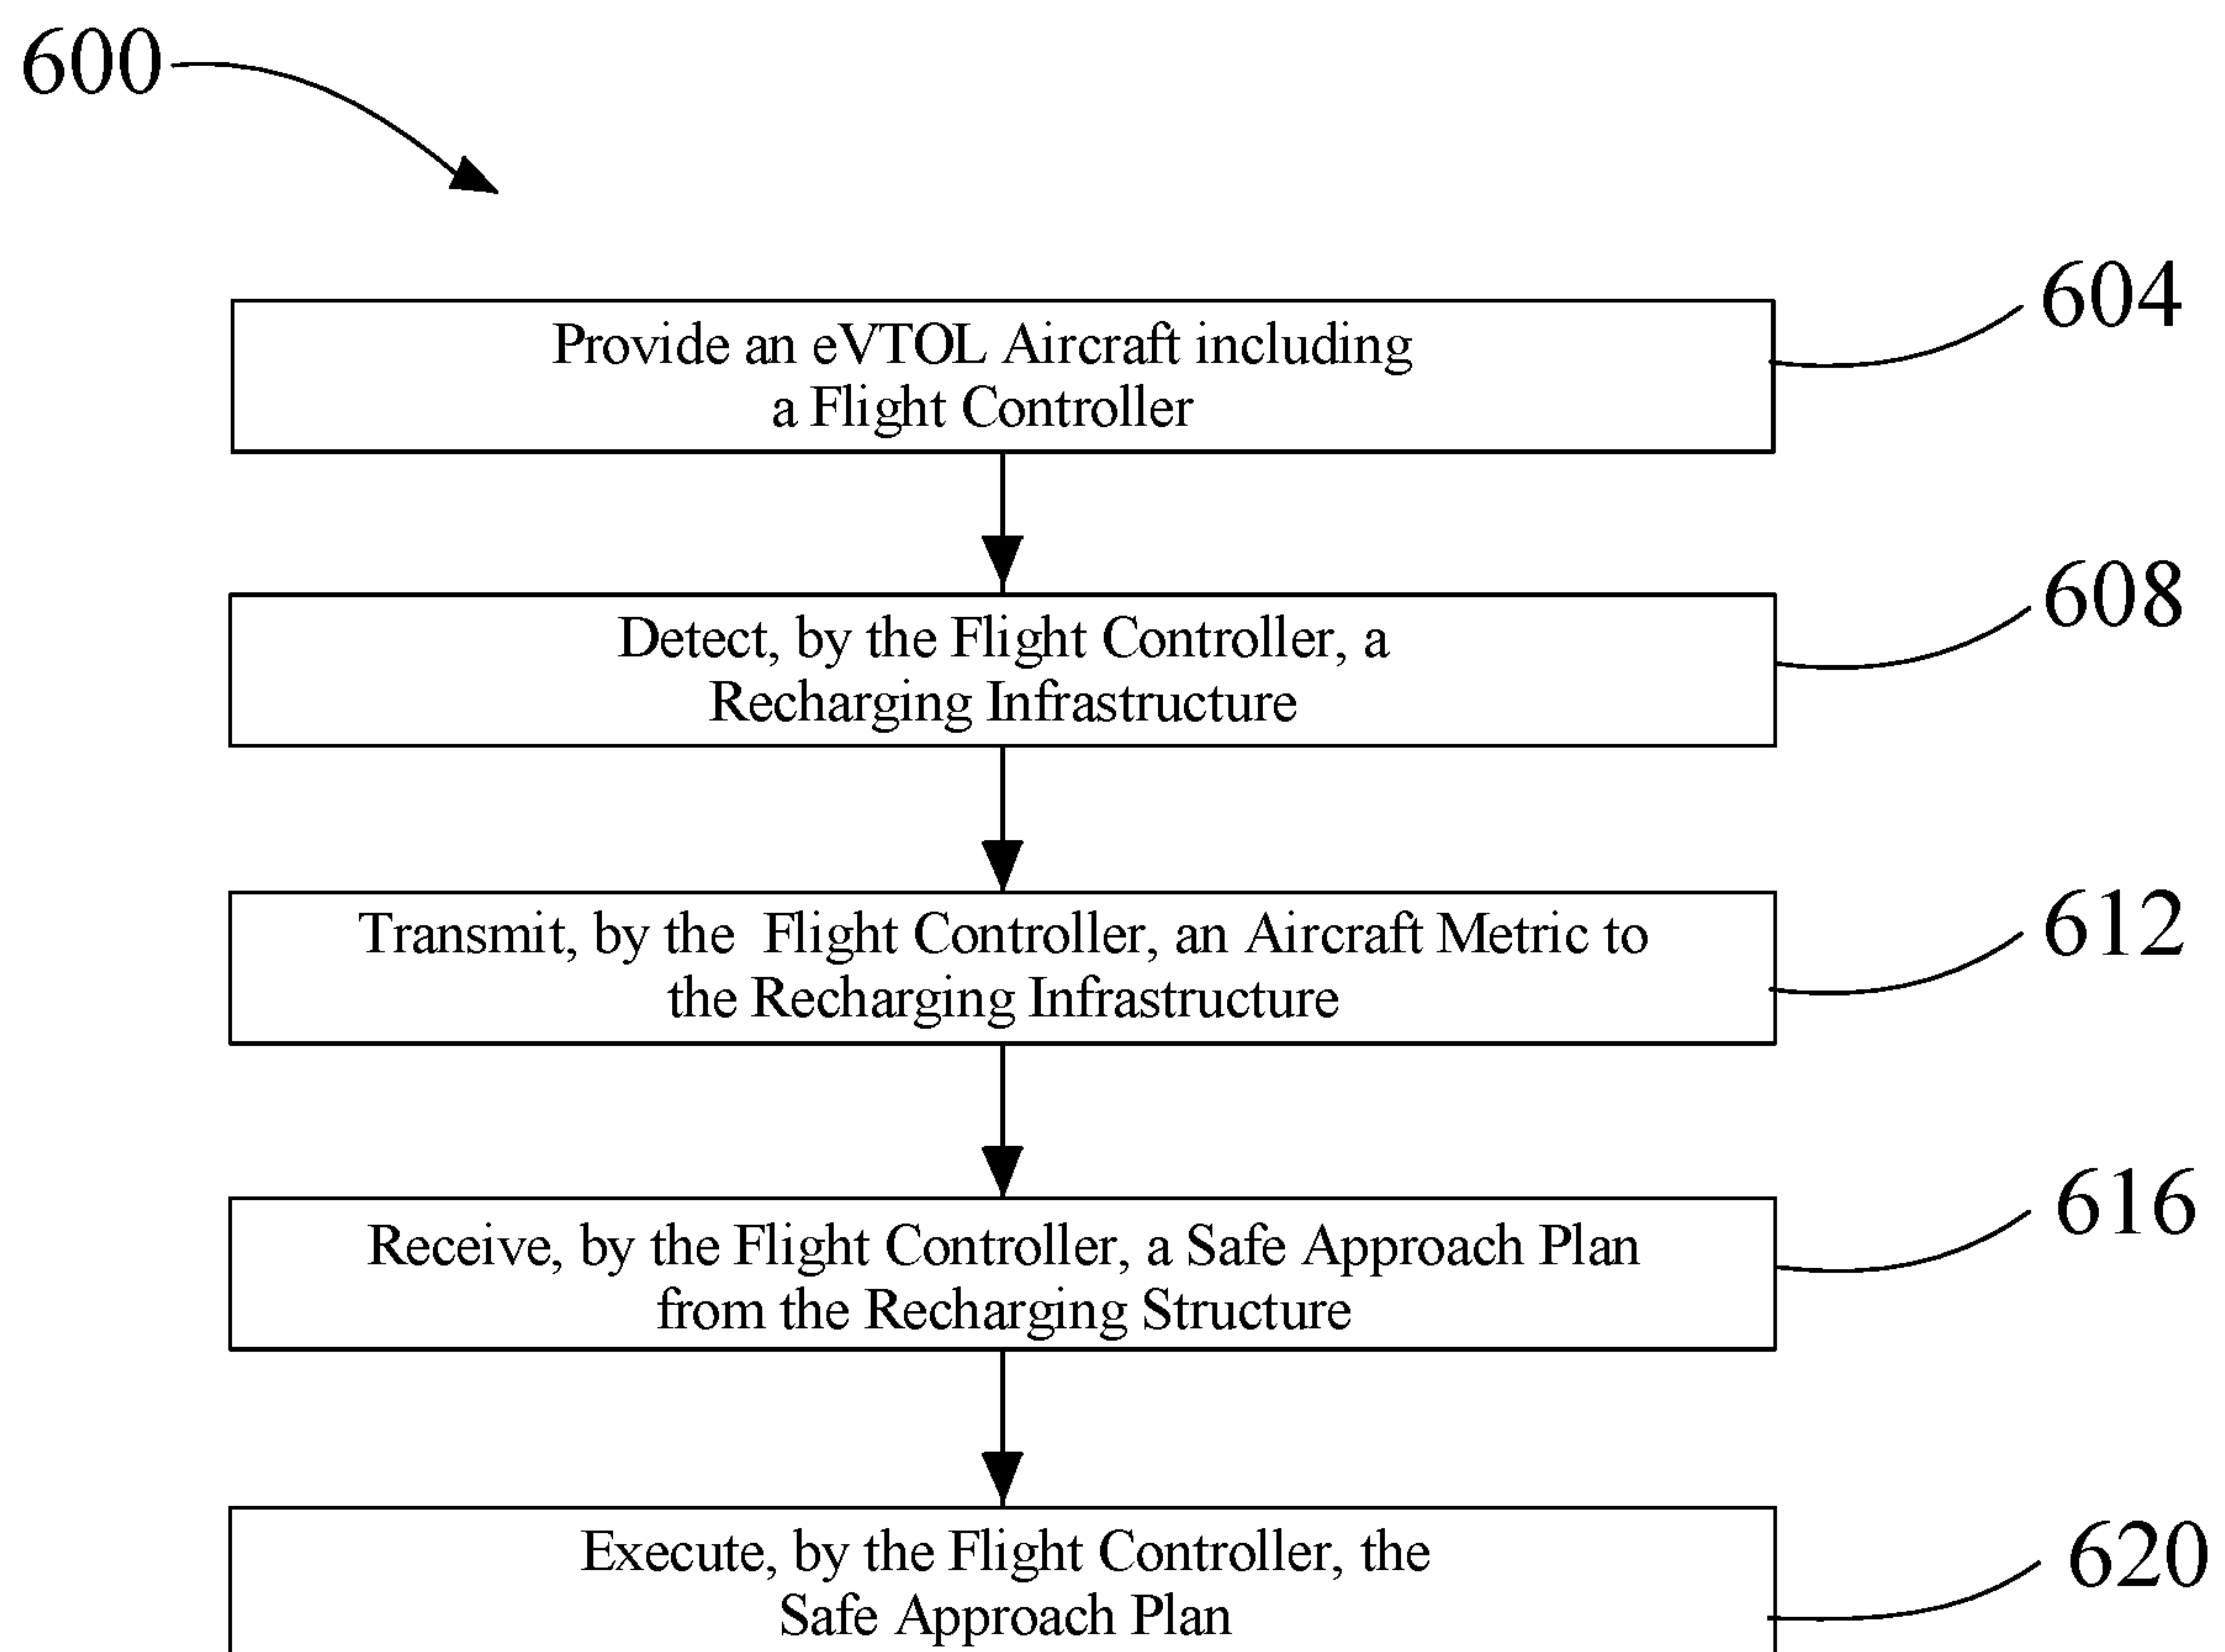 600
604
Provide an eVTOL Aircraft including
a Flight Controller
608
Detect, by the Flight Controller, a
Recharging Infrastructure
612
Transmit, by the Flight Controller, an Aircraft Metric to
the Recharging Infrastructure
616
Receive, by the Flight Controller, a Safe Approach Plan
from the Recharging Structure
620
Execute, by the Flight Controller, the
Safe Approach Plan